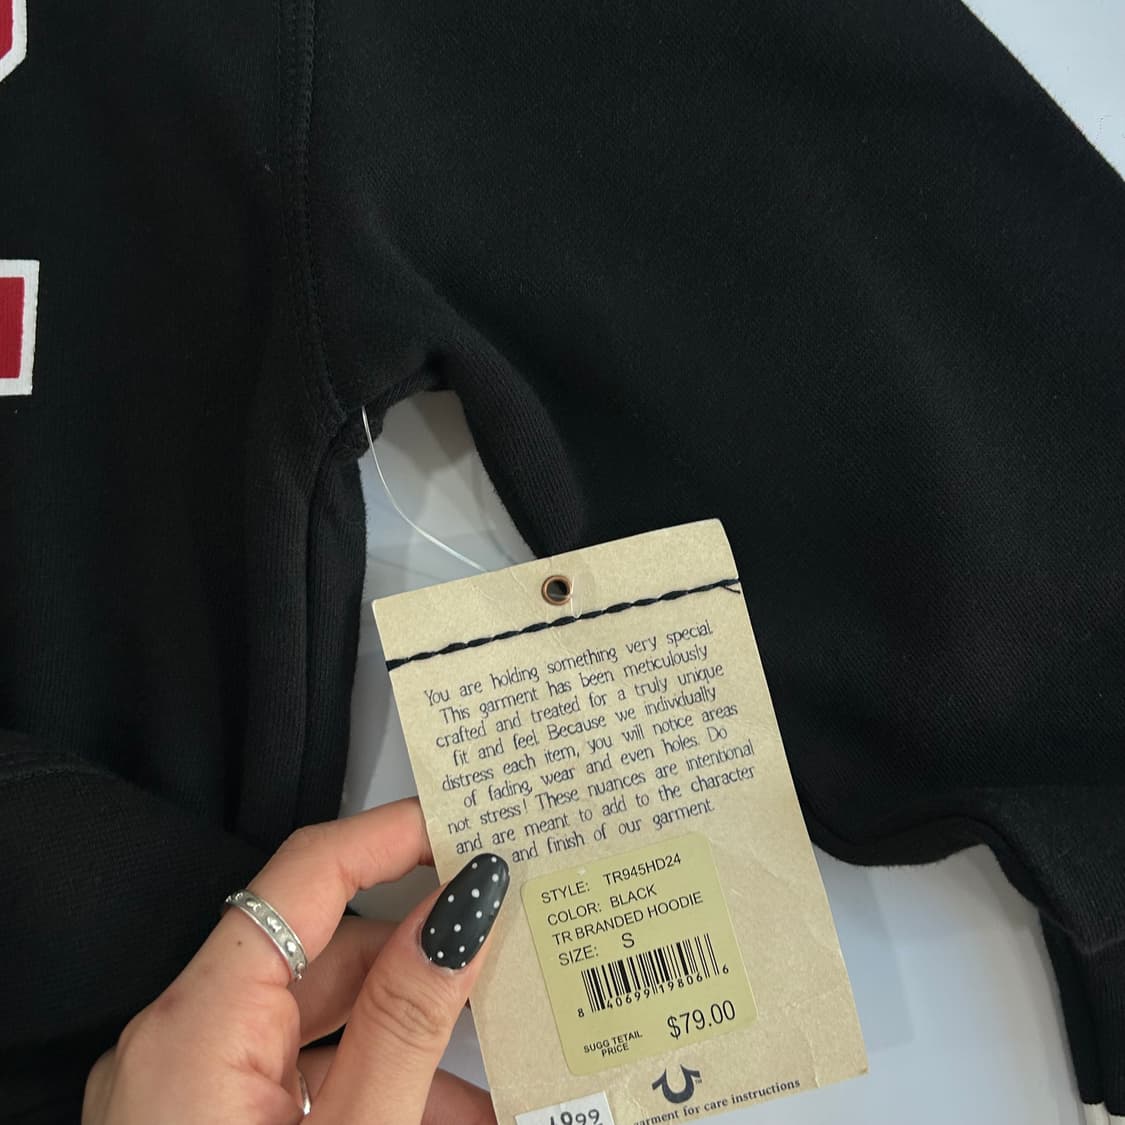 You are holding something very special.
This garment has been meticulously
crafted and treated for a truly unique
fit and feel. Because we individually
distress each item, you will notice areas
of fading, wear and even holes. Do
not stress! These nuances are intentional
and are meant to add to the character
and finish of our garment.
STYLE: TR945HD24
COLOR: BLACK
TR BRANDED HOODIE
SIZE: S
8 40699 19806 6
SUGG TETAIL
PRICE
$79.00
garment for care instructions